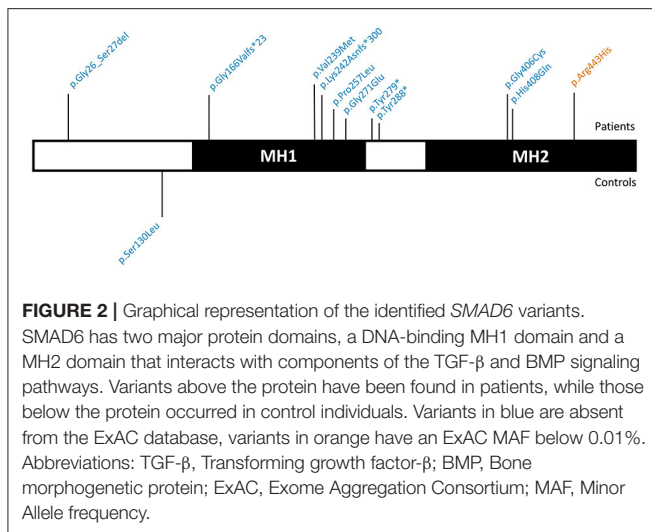 p.Gly26_Ser27del
p.Gly166Valfs*23
p.Val239Met
p.Lys242Asnfs*300
p.Pro257Leu
p.Gly271Glu
p.Tyr279*
p.Tyr288*
p.Gly406Cys
p.His408Gln
p.Arg443His
Patients
MH1
MH2
Controls
p.Ser130Leu
FIGURE 2 | Graphical representation of the identified SMAD6 variants.
SMAD6 has two major protein domains, a DNA-binding MH1 domain and a
MH2 domain that interacts with components of the TGF-β and BMP signaling
pathways. Variants above the protein have been found in patients, while those
below the protein occurred in control individuals. Variants in blue are absent
from the ExAC database, variants in orange have an ExAC MAF below 0.01%.
Abbreviations: TGF-β, Transforming growth factor-β; BMP, Bone
morphogenetic protein; ExAC, Exome Aggregation Consortium; MAF, Minor
Allele frequency.